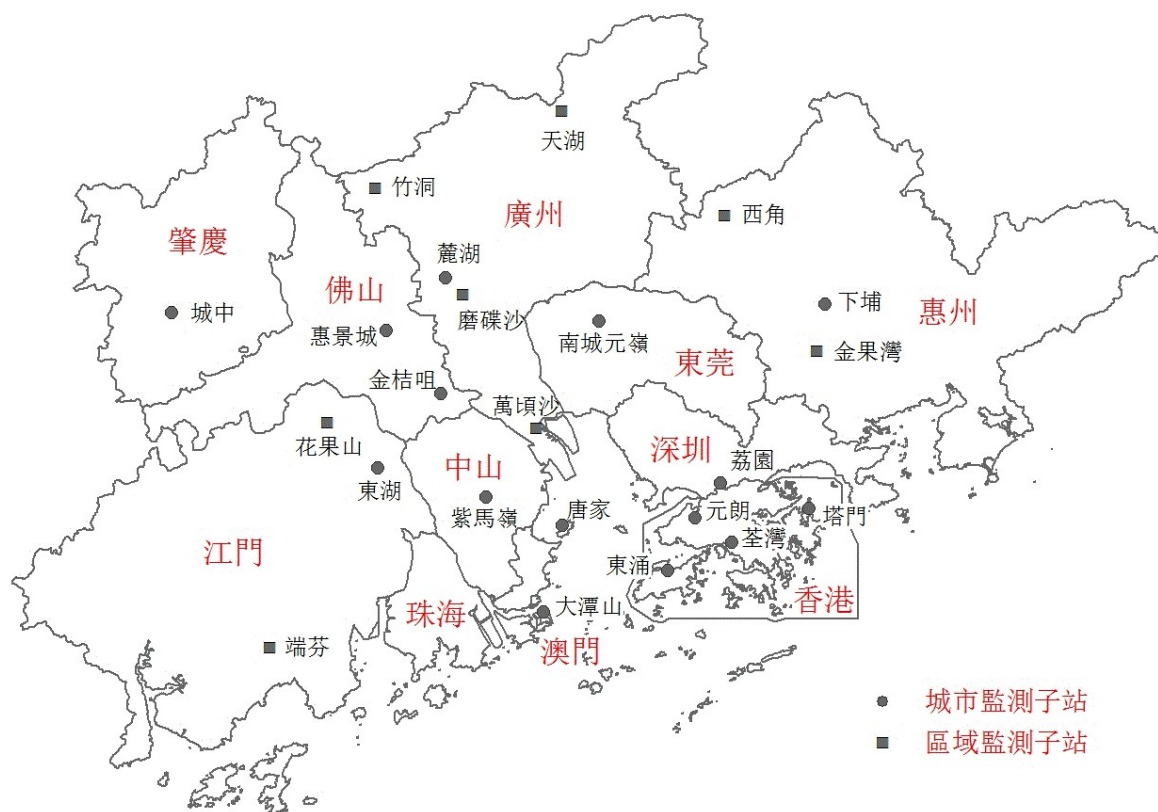 天湖
竹洞
廣州
西角
肇慶
麓湖
佛山
磨碟沙
下埔
城中
惠景城
南城元嶺
惠州
金果灣
東莞
金桔咀
萬頃沙
花果山
中山
深圳
荔園
東湖
紫馬嶺
唐家
元朗
塔門
荃灣
江門
東涌
香港
珠海
大潭山
澳門
端芬
城市監測子站
區域監測子站